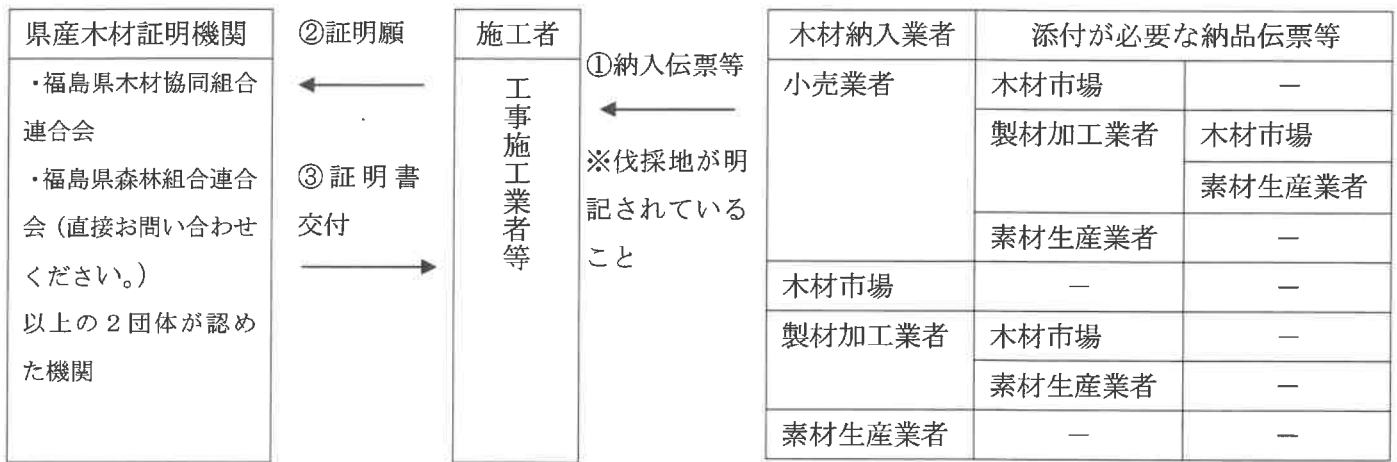 県産木材証明機関
・福島県木材協同組合
連合会
・福島県森林組合連合
会(直接お問い合わせ
ください。)
以上の2団体が認め
た機関
②証明願
③証明書
交付
施工者
工事施工業者等
①納入伝票等
※伐採地が明
記されている
こと
木材納入業者 添付が必要な納品伝票等
小売業者 木材市場 －
製材加工業者 木材市場
素材生産業者
素材生産業者 －
木材市場 － －
製材加工業者 木材市場 －
素材生産業者 －
素材生産業者 － －